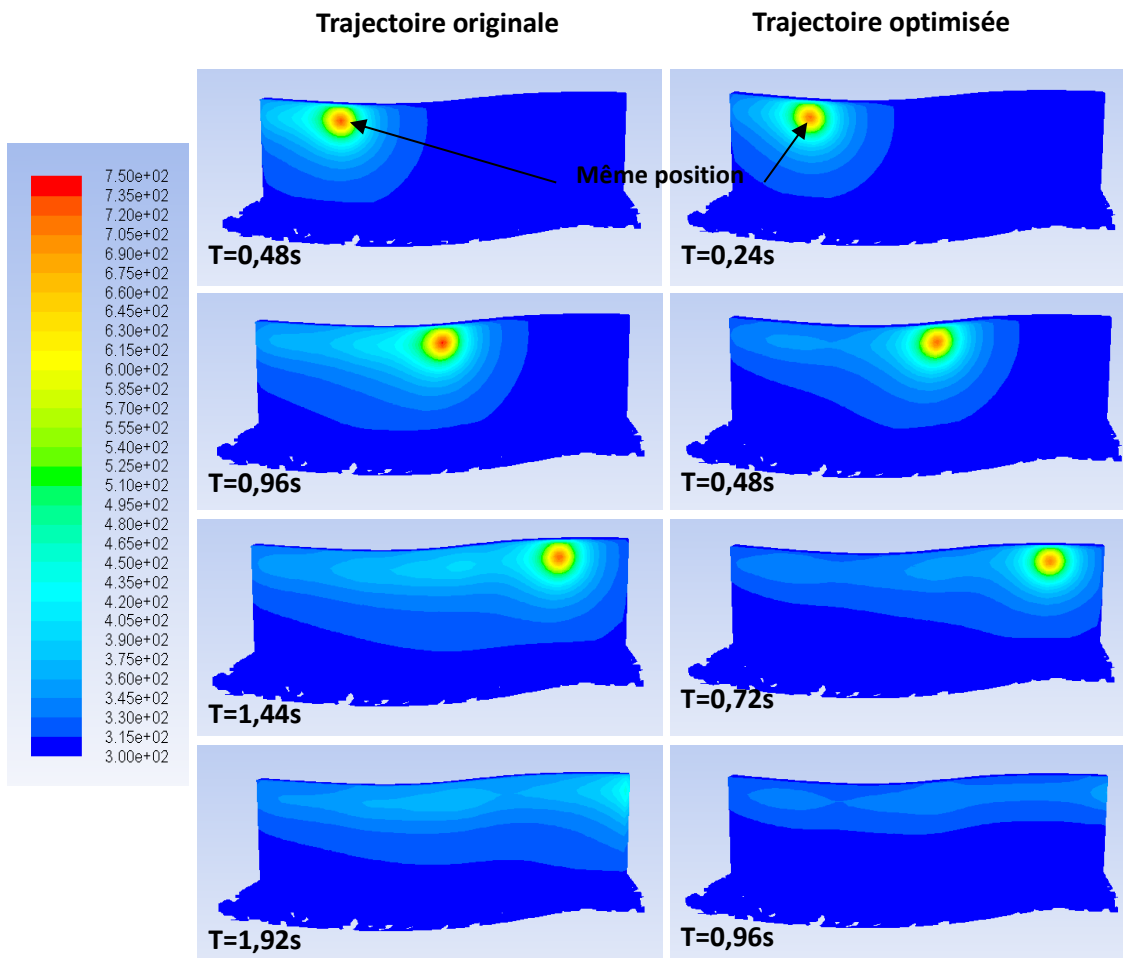 Trajectoire originale
Trajectoire optimisée
Même position
T=0,48s
T=0,24s
7.50e+02
7.35e+02
7.20e+02
7.05e+02
6.90e+02
6.75e+02
6.60e+02
6.45e+02
6.30e+02
6.15e+02
6.00e+02
5.85e+02
5.70e+02
5.55e+02
5.40e+02
5.25e+02
5.10e+02
4.95e+02
4.80e+02
4.65e+02
4.50e+02
4.35e+02
4.20e+02
4.05e+02
3.90e+02
3.75e+02
3.60e+02
3.45e+02
3.30e+02
3.15e+02
3.00e+02
T=0,96s
T=0,48s
T=1,44s
T=0,72s
T=1,92s
T=0,96s